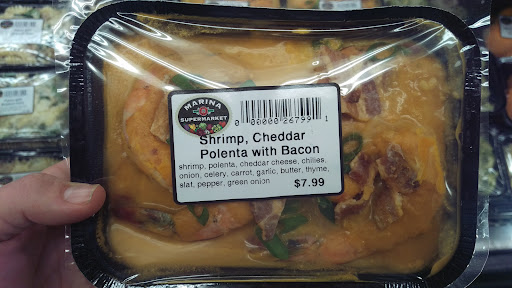 MARINA
SUPERMARKET
0 00000 26799 1
Shrimp, Cheddar
Polenta with Bacon
shrimp, polenta, cheddar cheese, chilies,
onion, celery, carrot, garlic, butter, thyme,
slat, pepper, green onion
$7.99